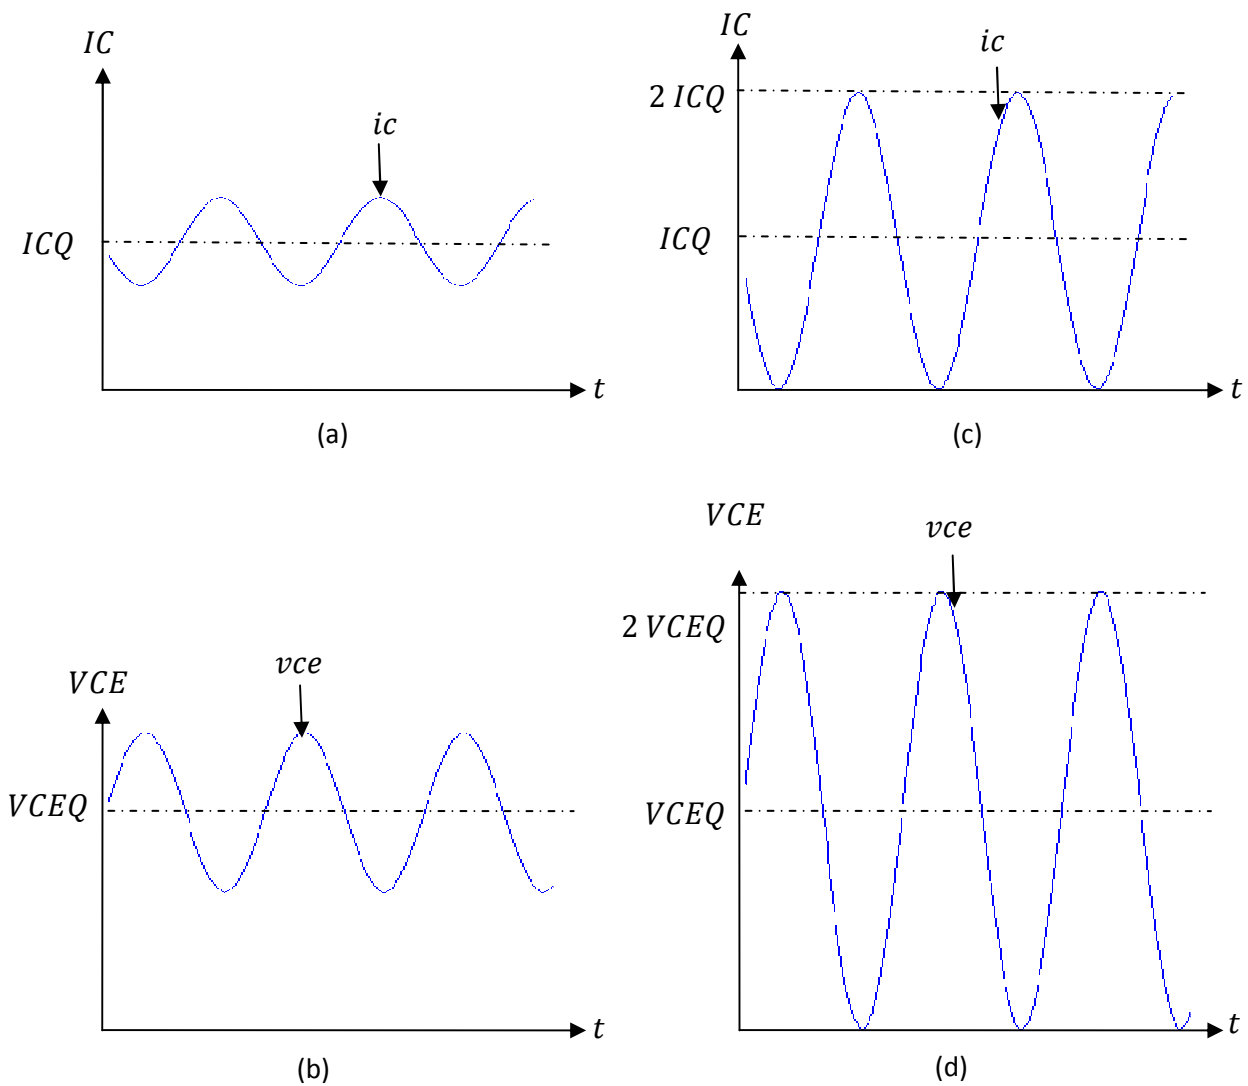 IC
ic
ICQ
t
(a)
IC
ic
2 ICQ
ICQ
t
(c)
vce
VCE
VCEQ
t
(b)
VCE
vce
2 VCEQ
VCEQ
t
(d)